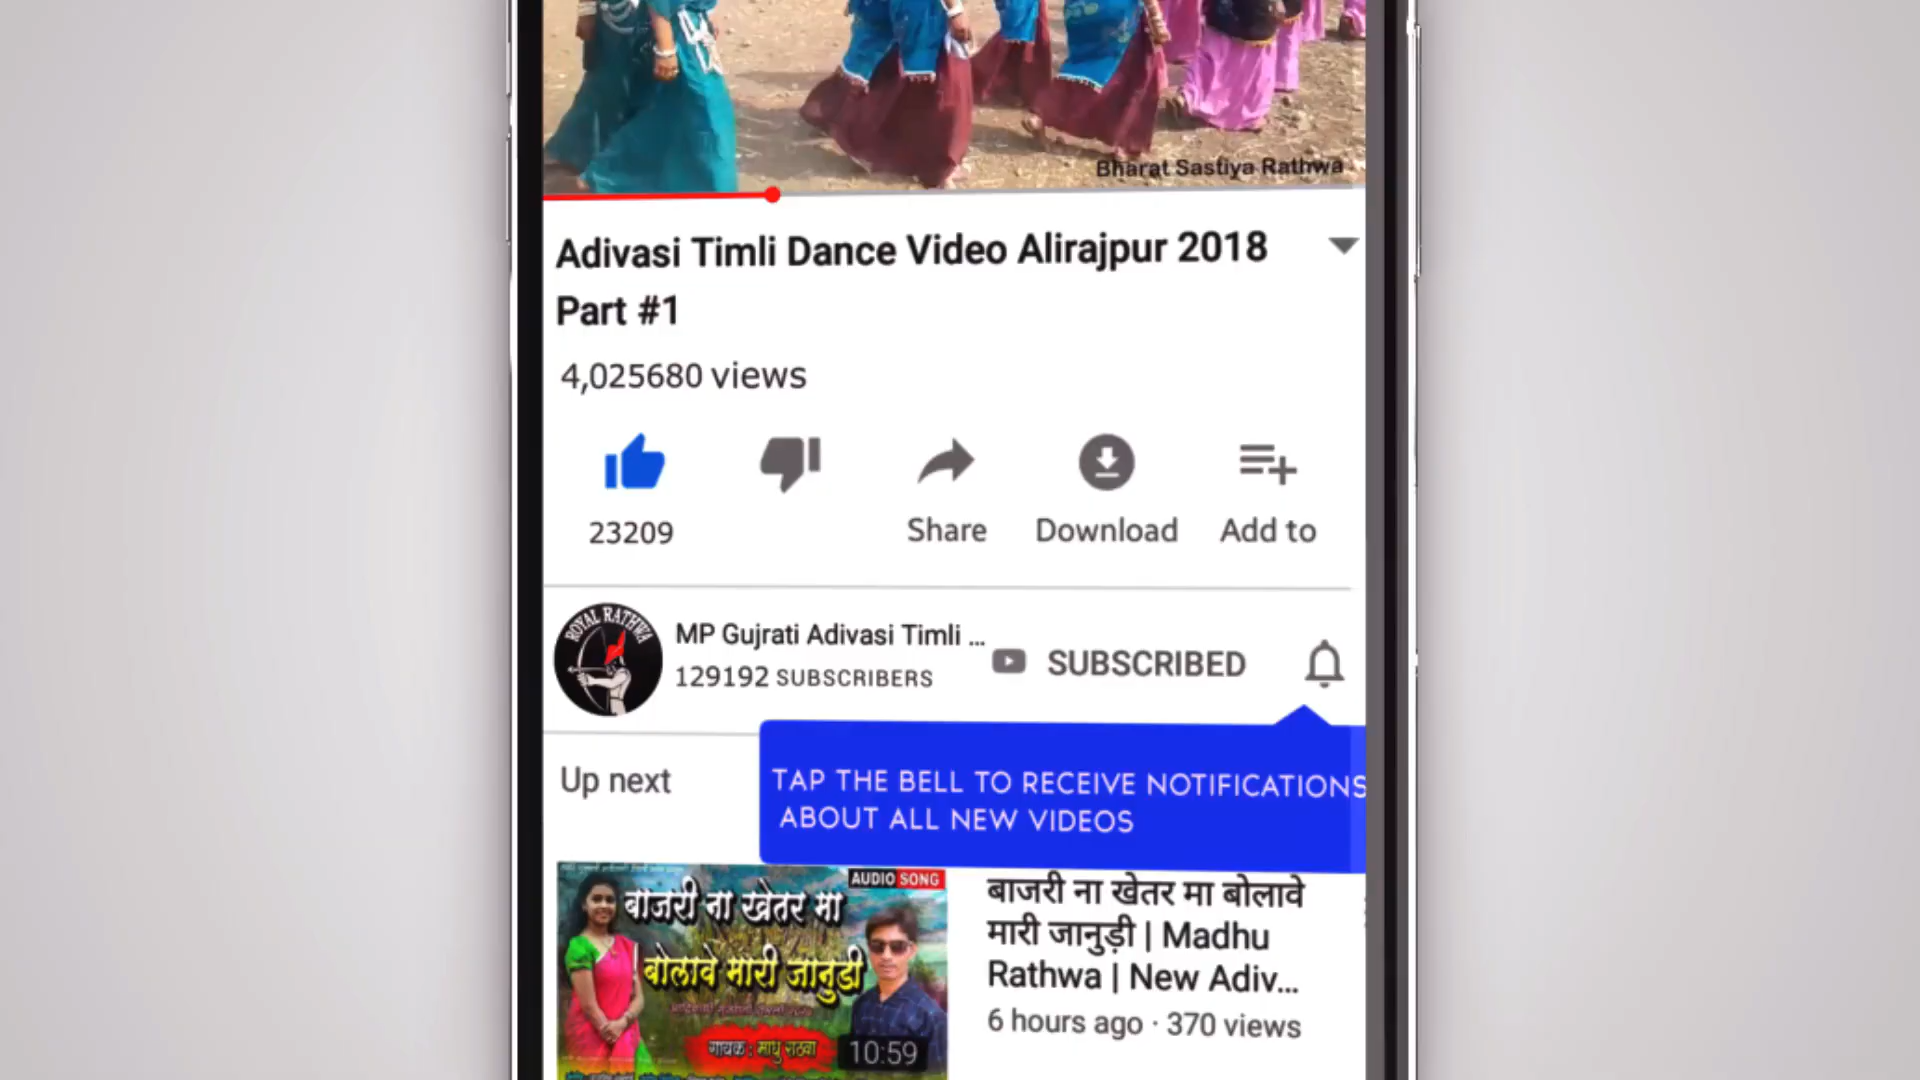 Bharat Sastiya Rathwa
Adivasi Timli Dance Video Alirajpur 2018
Part #1
4,025680 views
23209
Share
Download
Add to
ROYAL RATHWA
MP Gujrati Adivasi Timli ...
129192 SUBSCRIBERS
SUBSCRIBED
TAP THE BELL TO RECEIVE NOTIFICATIONS
ABOUT ALL NEW VIDEOS
Up next
AUDIO SONG
बाजरी ना खेतर मा
बोलावे मारी जानुडी
गायक : माधु राठवा
10:59
बाजरी ना खेतर मा बोलावे
मारी जानुड़ी | Madhu
Rathwa | New Adiv...
6 hours ago · 370 views